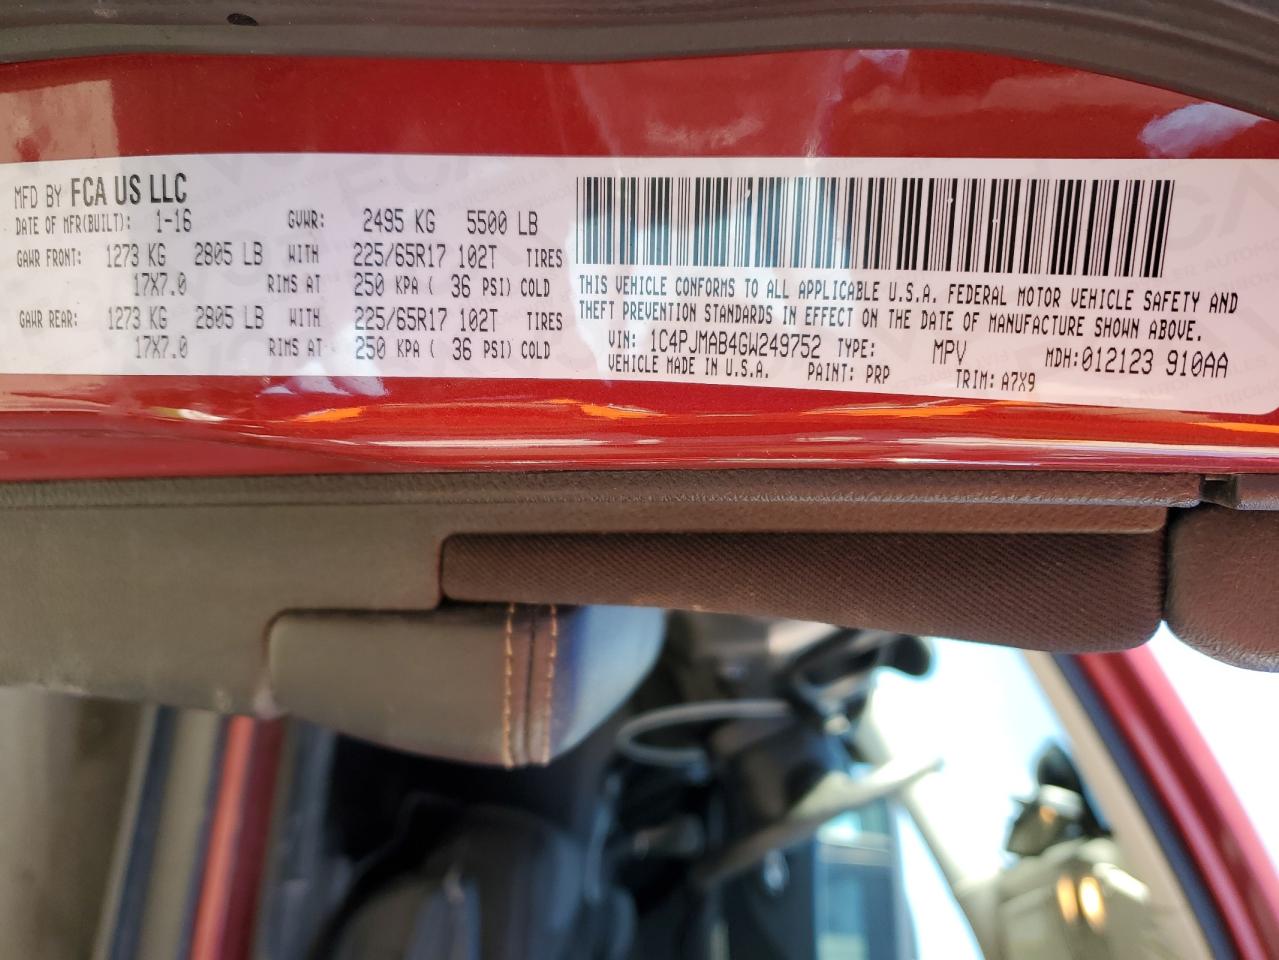 MFD BY FCA US LLC
DATE OF MFR(BUILT): 1-16 GVWR: 2495 KG 5500 LB
GAWR FRONT: 1273 KG 2805 LB WITH 225/65R17 102T TIRES
17X7.0 RIMS AT 250 KPA ( 36 PSI) COLD
GAWR REAR: 1273 KG 2805 LB WITH 225/65R17 102T TIRES
17X7.0 RIMS AT 250 KPA ( 36 PSI) COLD
THIS VEHICLE CONFORMS TO ALL APPLICABLE U.S.A. FEDERAL MOTOR VEHICLE SAFETY AND
THEFT PREVENTION STANDARDS IN EFFECT ON THE DATE OF MANUFACTURE SHOWN ABOVE.
VIN: 1C4PJMAB4GW249752 TYPE: MPV MDH:012123 910AA
VEHICLE MADE IN U.S.A. PAINT: PRP TRIM: A7X9